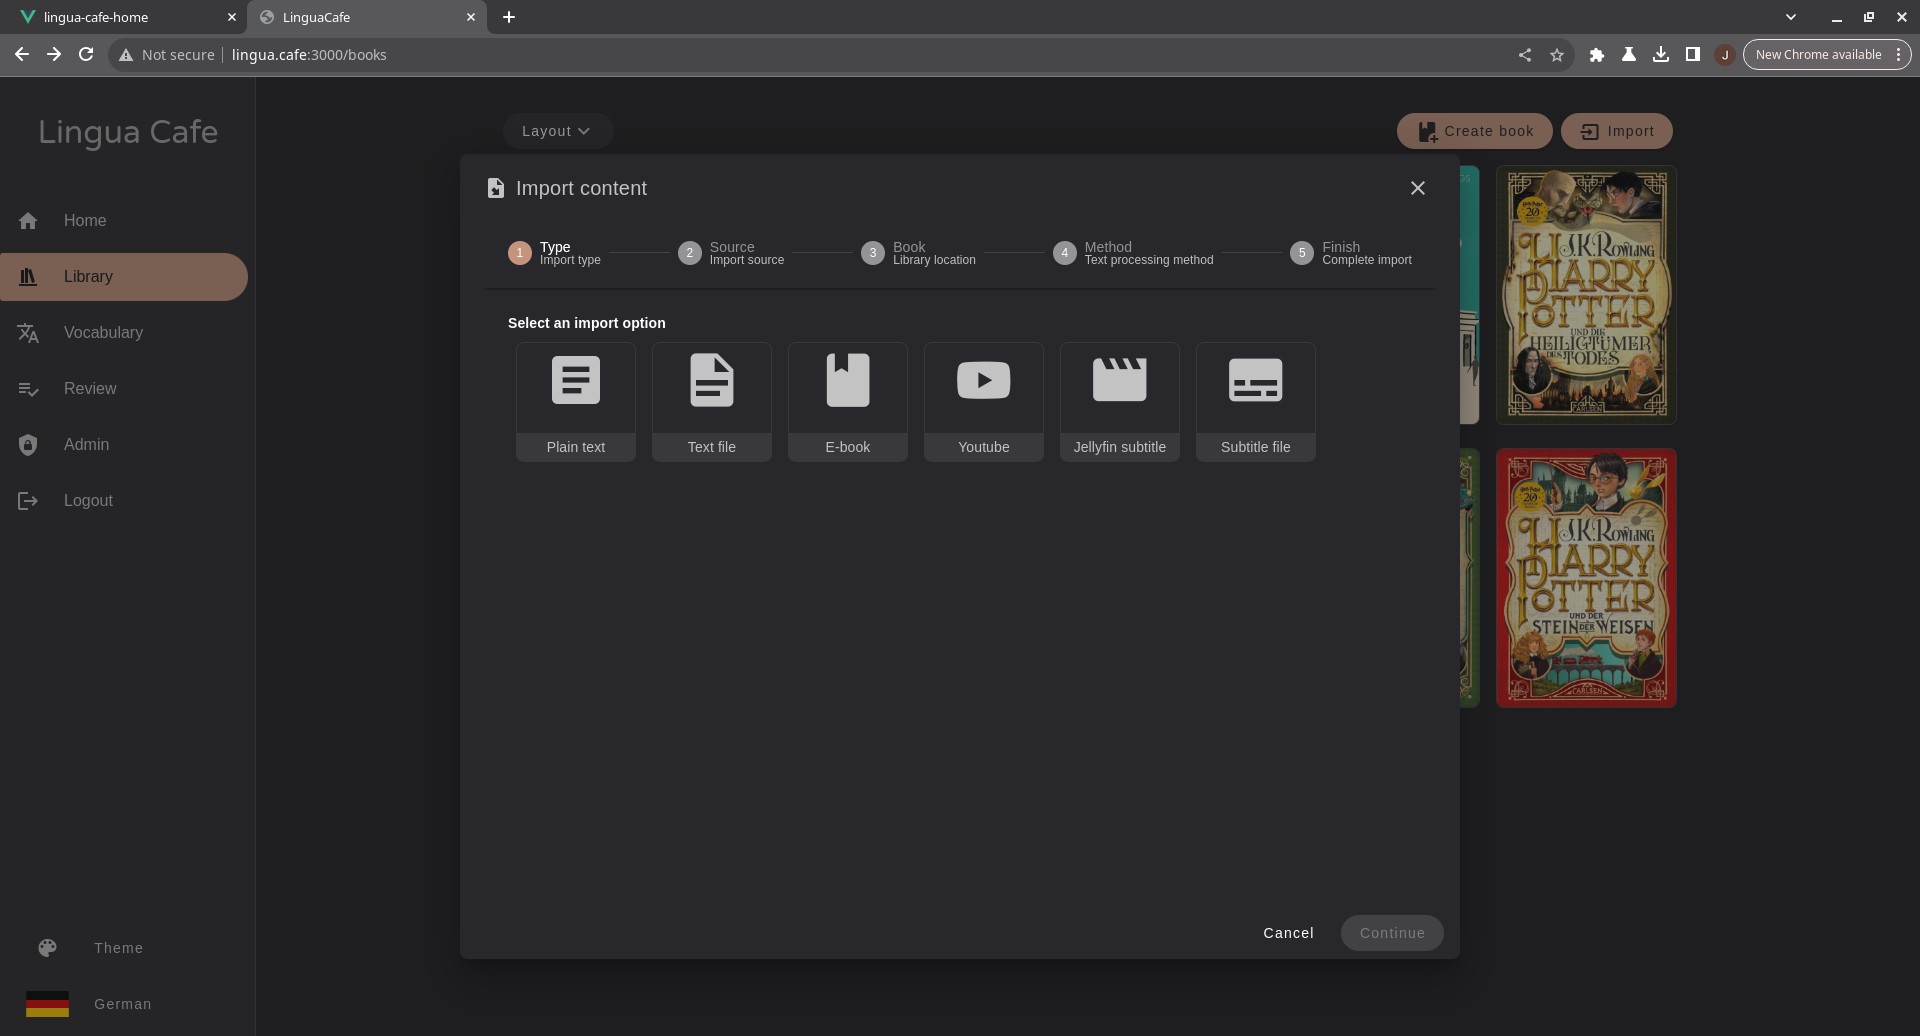 lingua-cafe-home
LinguaCafe
Not secure
lingua.cafe:3000/books
J
New Chrome available
Lingua Cafe
Home
Library
Vocabulary
Review
Admin
Logout
Theme
German
Layout
Create book
Import
Import content
1 Type
Import type
2 Source
Import source
3 Book
Library location
4 Method
Text processing method
5 Finish
Complete import
Select an import option
Plain text
Text file
E-book
Youtube
Jellyfin subtitle
Subtitle file
Cancel
Continue
20
J.K. ROWLING
HARRY
POTTER
UND DIE
HEILIGTÜMER
DES TODES
CARLSEN
20
J.K. ROWLING
HARRY
POTTER
UND DER
STEIN DER WEISEN
CARLSEN